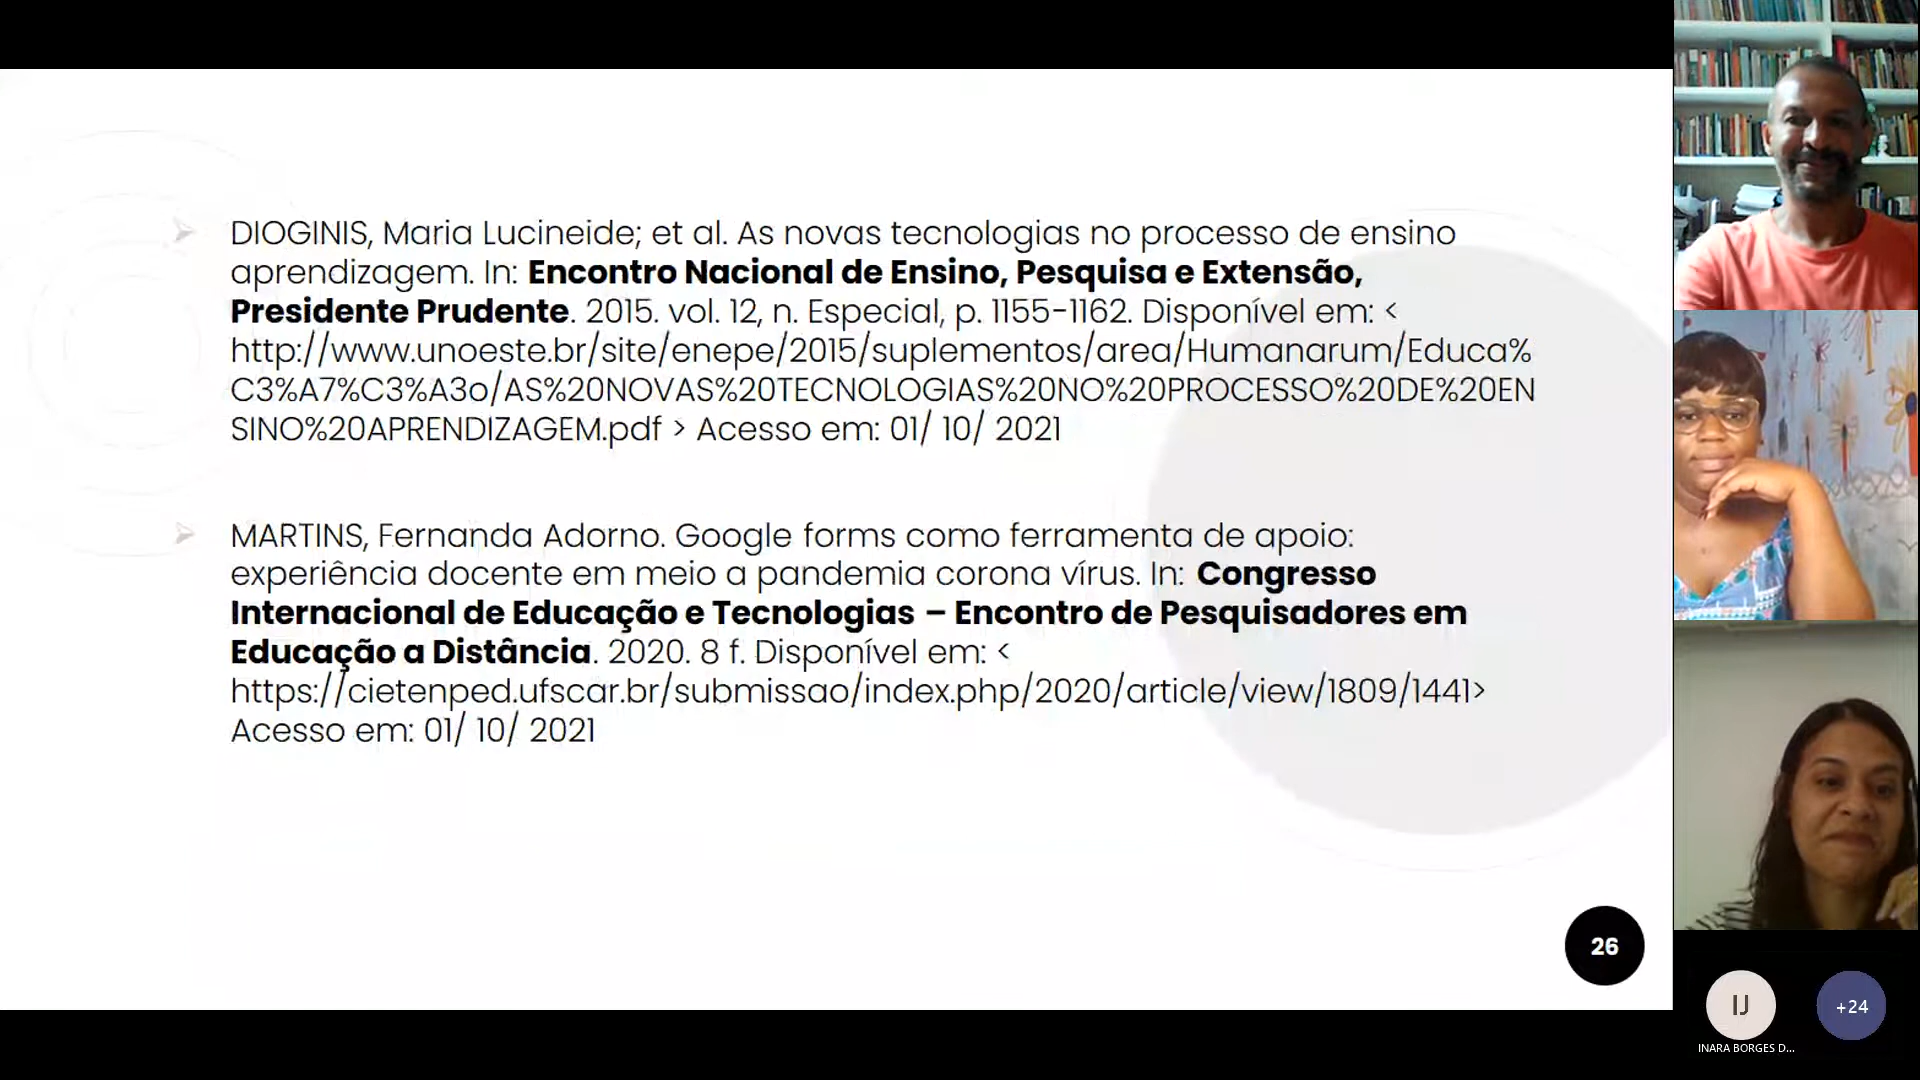 DIOGINIS, Maria Lucineide; et al. As novas tecnologias no processo de ensino
aprendizagem. In: Encontro Nacional de Ensino, Pesquisa e Extensão,
Presidente Prudente. 2015. vol. 12, n. Especial, p. 1155-1162. Disponível em: <
http://www.unoeste.br/site/enepe/2015/suplementos/area/Humanarum/Educa%
C3%A7%C3%A3o/AS%20NOVAS%20TECNOLOGIAS%20NO%20PROCESSO%20DE%20EN
SINO%20APRENDIZAGEM.pdf > Acesso em: 01/ 10/ 2021
MARTINS, Fernanda Adorno. Google forms como ferramenta de apoio:
experiência docente em meio a pandemia corona vírus. In: Congresso
Internacional de Educação e Tecnologias – Encontro de Pesquisadores em
Educação a Distância. 2020. 8 f. Disponível em: <
https://cietenped.ufscar.br/submissao/index.php/2020/article/view/1809/1441>
Acesso em: 01/ 10/ 2021
26
IJ
+24
INARA BORGES D...